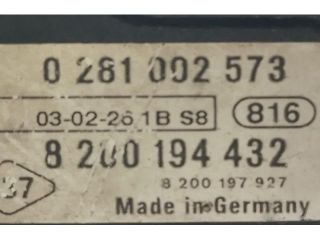 0 281 002 573
03-02-26.1B S8 816
8 200 194 432
37 8 200 197 927
Made in Germany